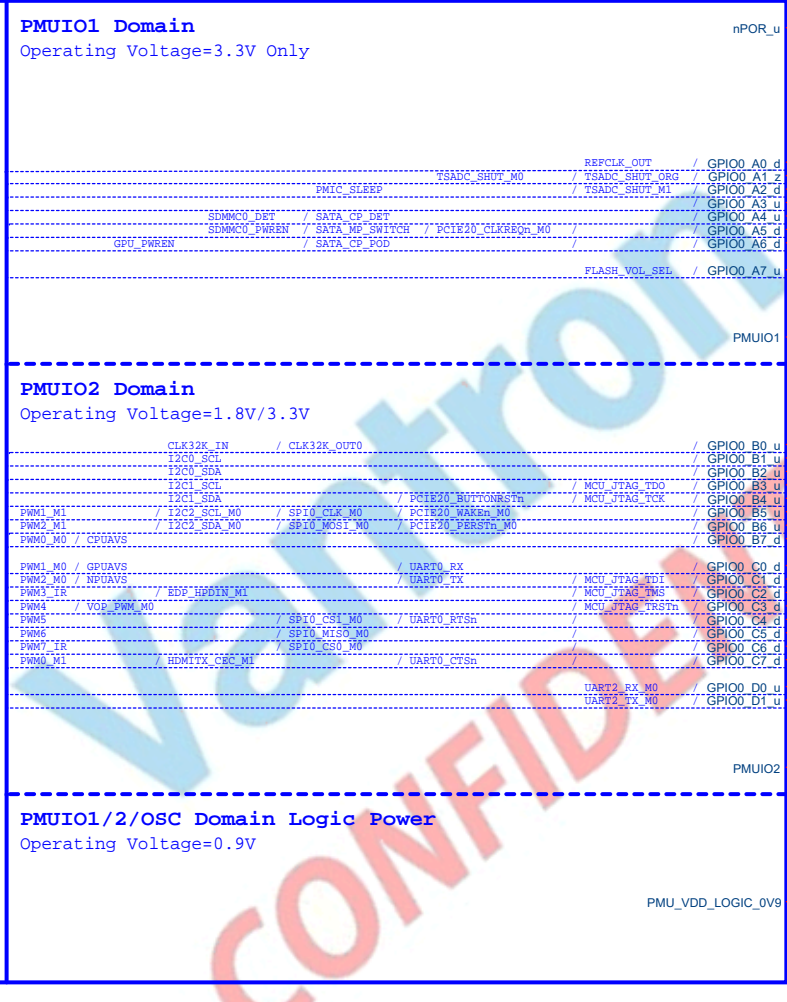 PMUIO1 Domain
nPOR_u
Operating Voltage=3.3V Only
REFCLK_OUT / GPIO0_A0_d
TSADC_SHUT_M0 / TSADC_SHUT_ORG / GPIO0_A1_z
PMIC_SLEEP / TSADC_SHUT_M1 / GPIO0_A2_d
/ GPIO0_A3_u
SDMMC0_DET / SATA_CP_DET / GPIO0_A4_u
SDMMC0_PWREN / SATA_MP_SWITCH / PCIE20_CLKREQn_M0 / / GPIO0_A5_d
GPU_PWREN / SATA_CP_POD / / GPIO0_A6_d
FLASH_VOL_SEL / GPIO0_A7_u
PMUIO1
PMUIO2 Domain
Operating Voltage=1.8V/3.3V
CLK32K_IN / CLK32K_OUT0 / GPIO0_B0_u
I2C0_SCL / GPIO0_B1_u
I2C0_SDA / GPIO0_B2_u
I2C1_SCL / MCU_JTAG_TDO / GPIO0_B3_u
I2C1_SDA / PCIE20_BUTTONRSTn / MCU_JTAG_TCK / GPIO0_B4_u
PWM1_M1 / I2C2_SCL_M0 / SPI0_CLK_M0 / PCIE20_WAKEn_M0 / GPIO0_B5_u
PWM2_M1 / I2C2_SDA_M0 / SPI0_MOSI_M0 / PCIE20_PERSTn_M0 / GPIO0_B6_u
PWM0_M0 / CPUAVS / GPIO0_B7_d
PWM1_M0 / GPUAVS / UART0_RX / GPIO0_C0_d
PWM2_M0 / NPUAVS / UART0_TX / MCU_JTAG_TDI / GPIO0_C1_d
PWM3_IR / EDP_HPDIN_M1 / MCU_JTAG_TMS / GPIO0_C2_d
PWM4 / VOP_PWM_M0 / MCU_JTAG_TRSTn / GPIO0_C3_d
PWM5 / SPI0_CS1_M0 / UART0_RTSn / / GPIO0_C4_d
PWM6 / SPI0_MISO_M0 / / GPIO0_C5_d
PWM7_IR / SPI0_CS0_M0 / / GPIO0_C6_d
PWM0_M1 / HDMITX_CEC_M1 / UART0_CTSn / / GPIO0_C7_d
UART2_RX_M0 / GPIO0_D0_u
UART2_TX_M0 / GPIO0_D1_u
PMUIO2
PMUIO1/2/OSC Domain Logic Power
Operating Voltage=0.9V
PMU_VDD_LOGIC_0V9
Vantron
CONFIDENT